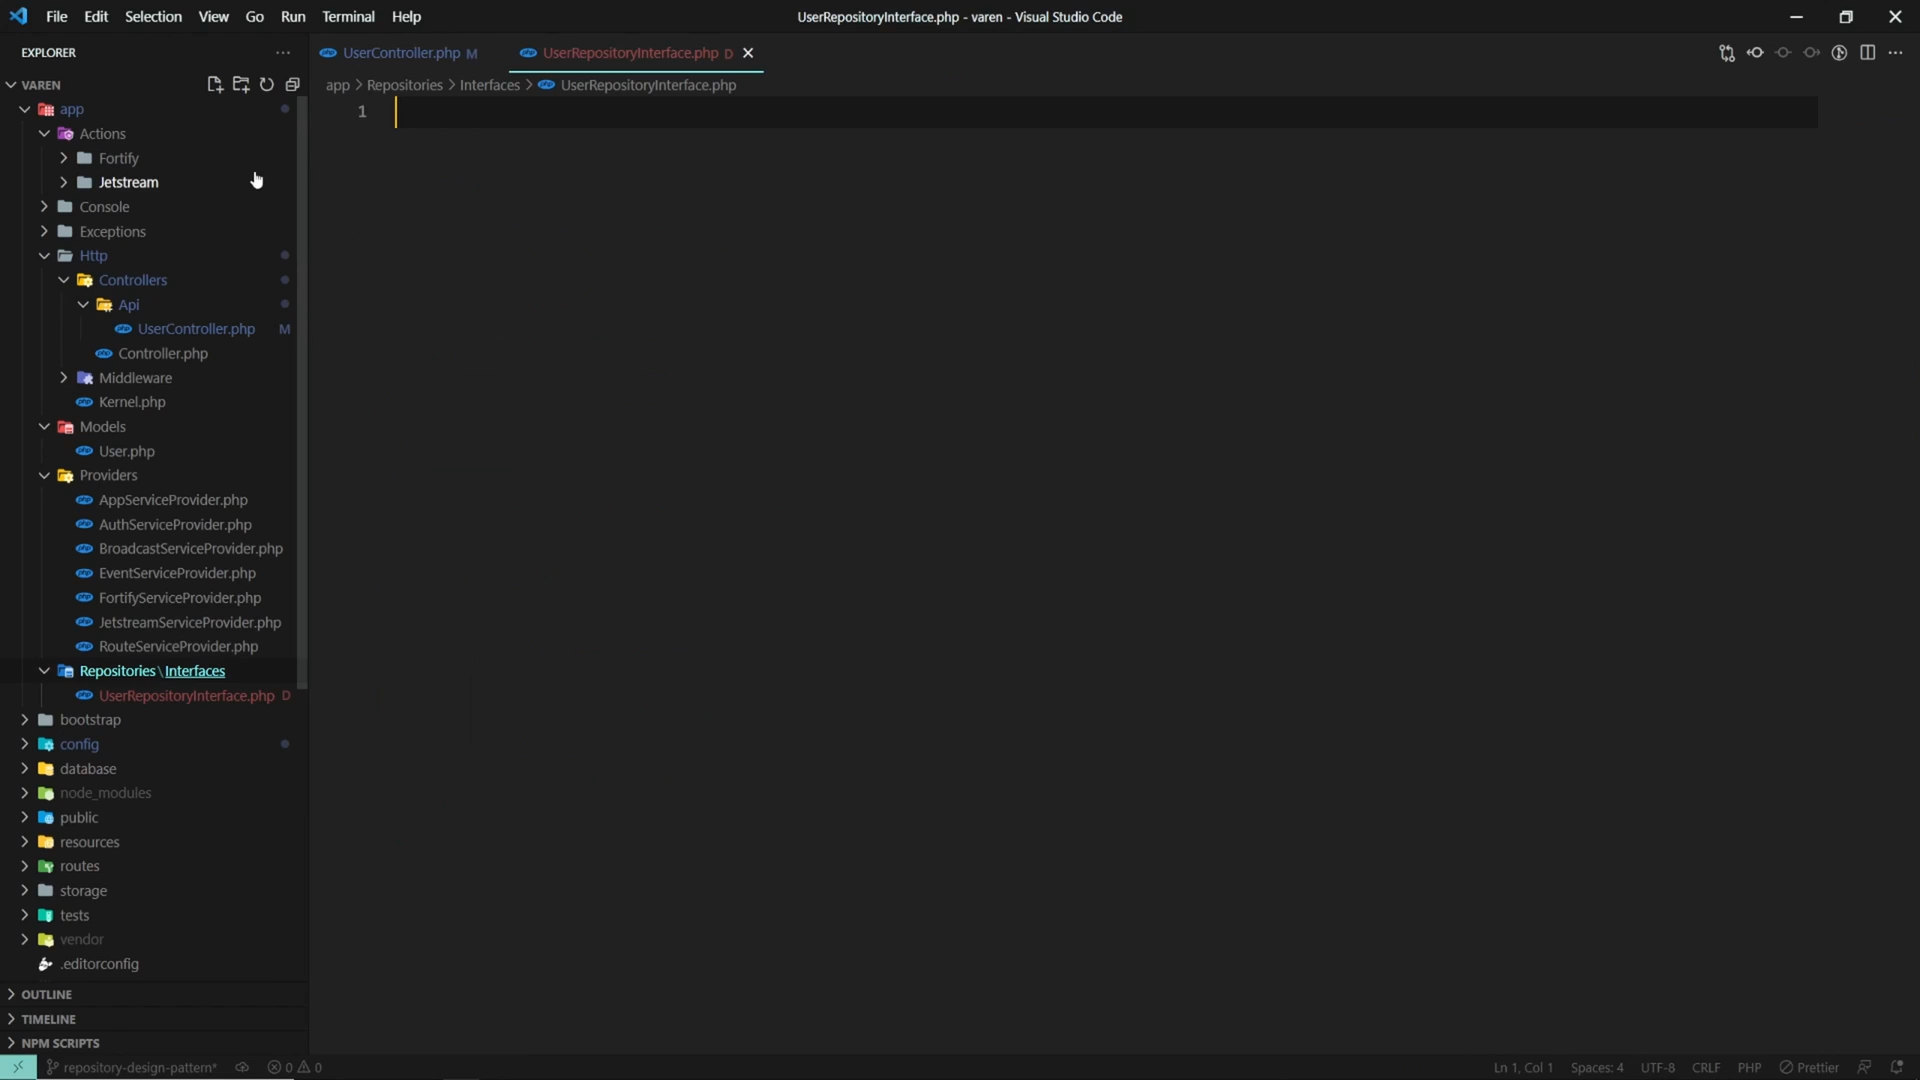 File Edit Selection View Go Run Terminal Help
UserRepositoryInterface.php - varen - Visual Studio Code
EXPLORER
UserController.php M
UserRepositoryInterface.php D
VAREN
app > Repositories > Interfaces > UserRepositoryInterface.php
1
app
Actions
Fortify
Jetstream
Console
Exceptions
Http
Controllers
Api
UserController.php M
Controller.php
Middleware
Kernel.php
Models
User.php
Providers
AppServiceProvider.php
AuthServiceProvider.php
BroadcastServiceProvider.php
EventServiceProvider.php
FortifyServiceProvider.php
JetstreamServiceProvider.php
RouteServiceProvider.php
Repositories \ Interfaces
UserRepositoryInterface.php D
bootstrap
config
database
node_modules
public
resources
routes
storage
tests
vendor
.editorconfig
OUTLINE
TIMELINE
NPM SCRIPTS
repository-design-pattern* 0 0
Ln 1, Col 1 Spaces: 4 UTF-8 CRLF PHP Prettier